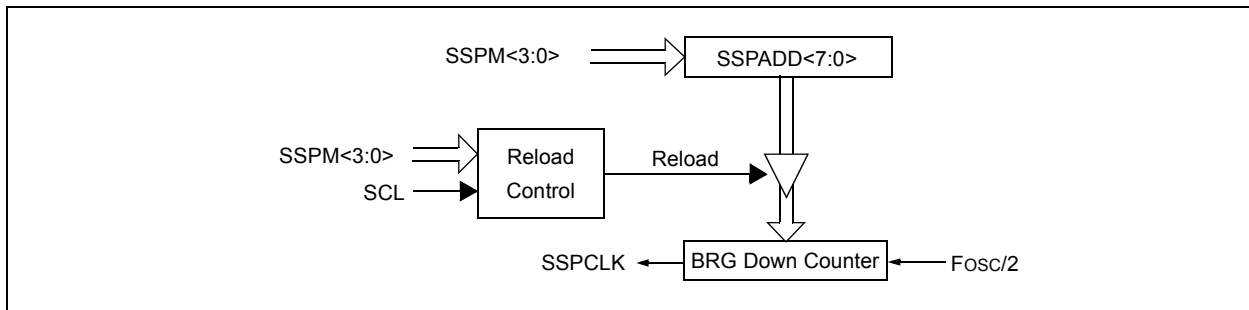 SSPM<3:0>
SSPADD<7:0>
SSPM<3:0>
Reload
Control
Reload
SCL
SSPCLK
BRG Down Counter
FOSC/2